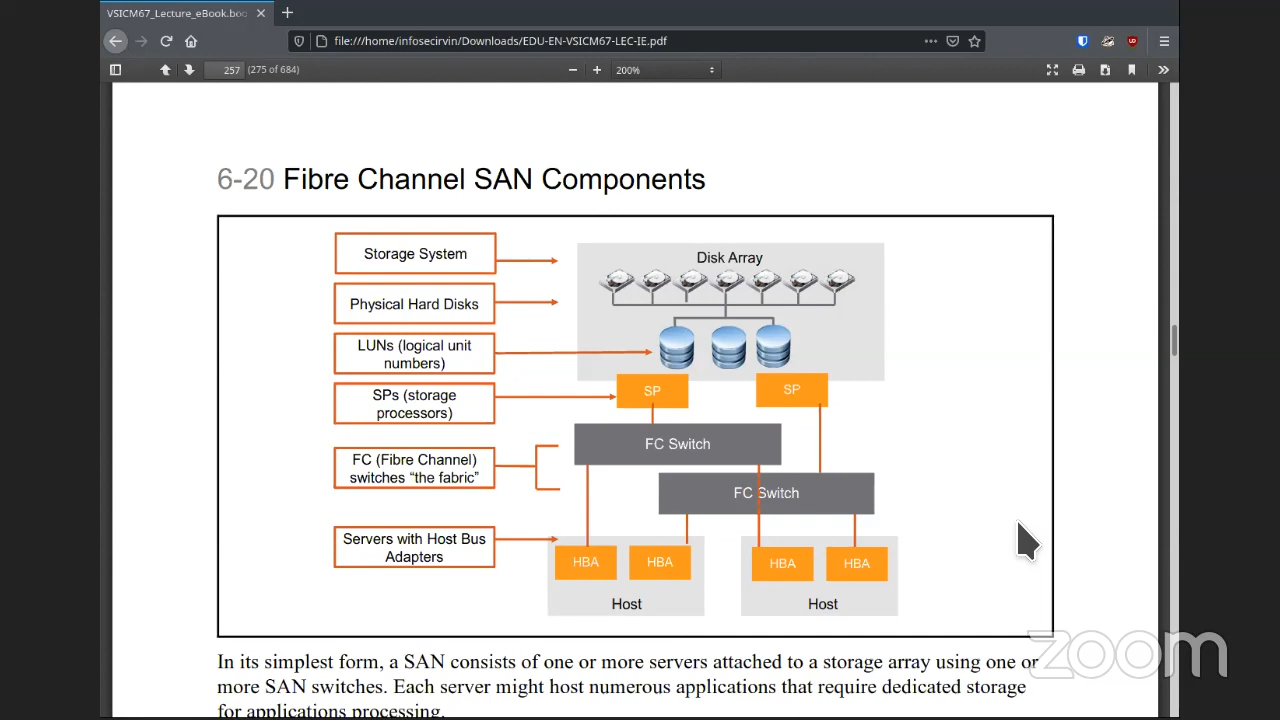 VSICM67_Lecture_eBook.boo
file:///home/infosecirvin/Downloads/EDU-EN-VSICM67-LEC-IE.pdf
257 (275 of 684)
200%
6-20 Fibre Channel SAN Components
Storage System
Physical Hard Disks
LUNs (logical unit
numbers)
SPs (storage
processors)
FC (Fibre Channel)
switches “the fabric”
Servers with Host Bus
Adapters
Disk Array
SP
SP
FC Switch
FC Switch
HBA
HBA
HBA
HBA
Host
Host
In its simplest form, a SAN consists of one or more servers attached to a storage array using one or
more SAN switches. Each server might host numerous applications that require dedicated storage
for applications processing.
zoom